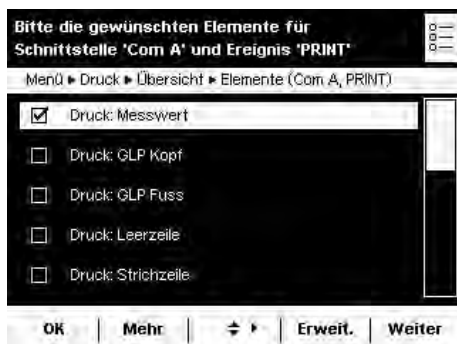 Bitte die gewünschten Elemente für
Schnittstelle 'Com A' und Ereignis 'PRINT'
Menü ▸ Druck ▸ Übersicht ▸ Elemente (Com A, PRINT)
Druck: Messwert
Druck: GLP Kopf
Druck: GLP Fuss
Druck: Leerzeile
Druck: Strichzeile
OK | Mehr | | Erweit. | Weiter